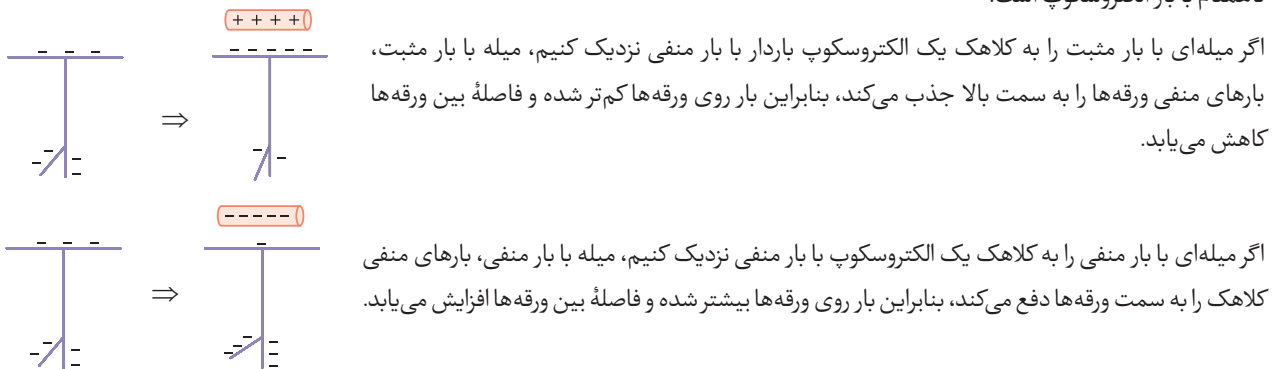 ناهمنام با بار الکتروسکوپ است.
اگر میله‌ای با بار مثبت را به کلاهک یک الکتروسکوپ باردار با بار منفی نزدیک کنیم، میله با بار مثبت،
بارهای منفی ورقه‌ها را به سمت بالا جذب می‌کند، بنابراین بار روی ورقه‌ها کم‌تر شده و فاصلهٔ بین ورقه‌ها
کاهش می‌یابد.
+ + + +
- - -
- - - - -
⇒
- - - -
- -
اگر میله‌ای با بار منفی را به کلاهک یک الکتروسکوپ با بار منفی نزدیک کنیم، میله با بار منفی، بارهای منفی
کلاهک را به سمت ورقه‌ها دفع می‌کند، بنابراین بار روی ورقه‌ها بیشتر شده و فاصلهٔ بین ورقه‌ها افزایش می‌یابد.
- - - - -
- - -
-
⇒
- - - -
- - - - - -